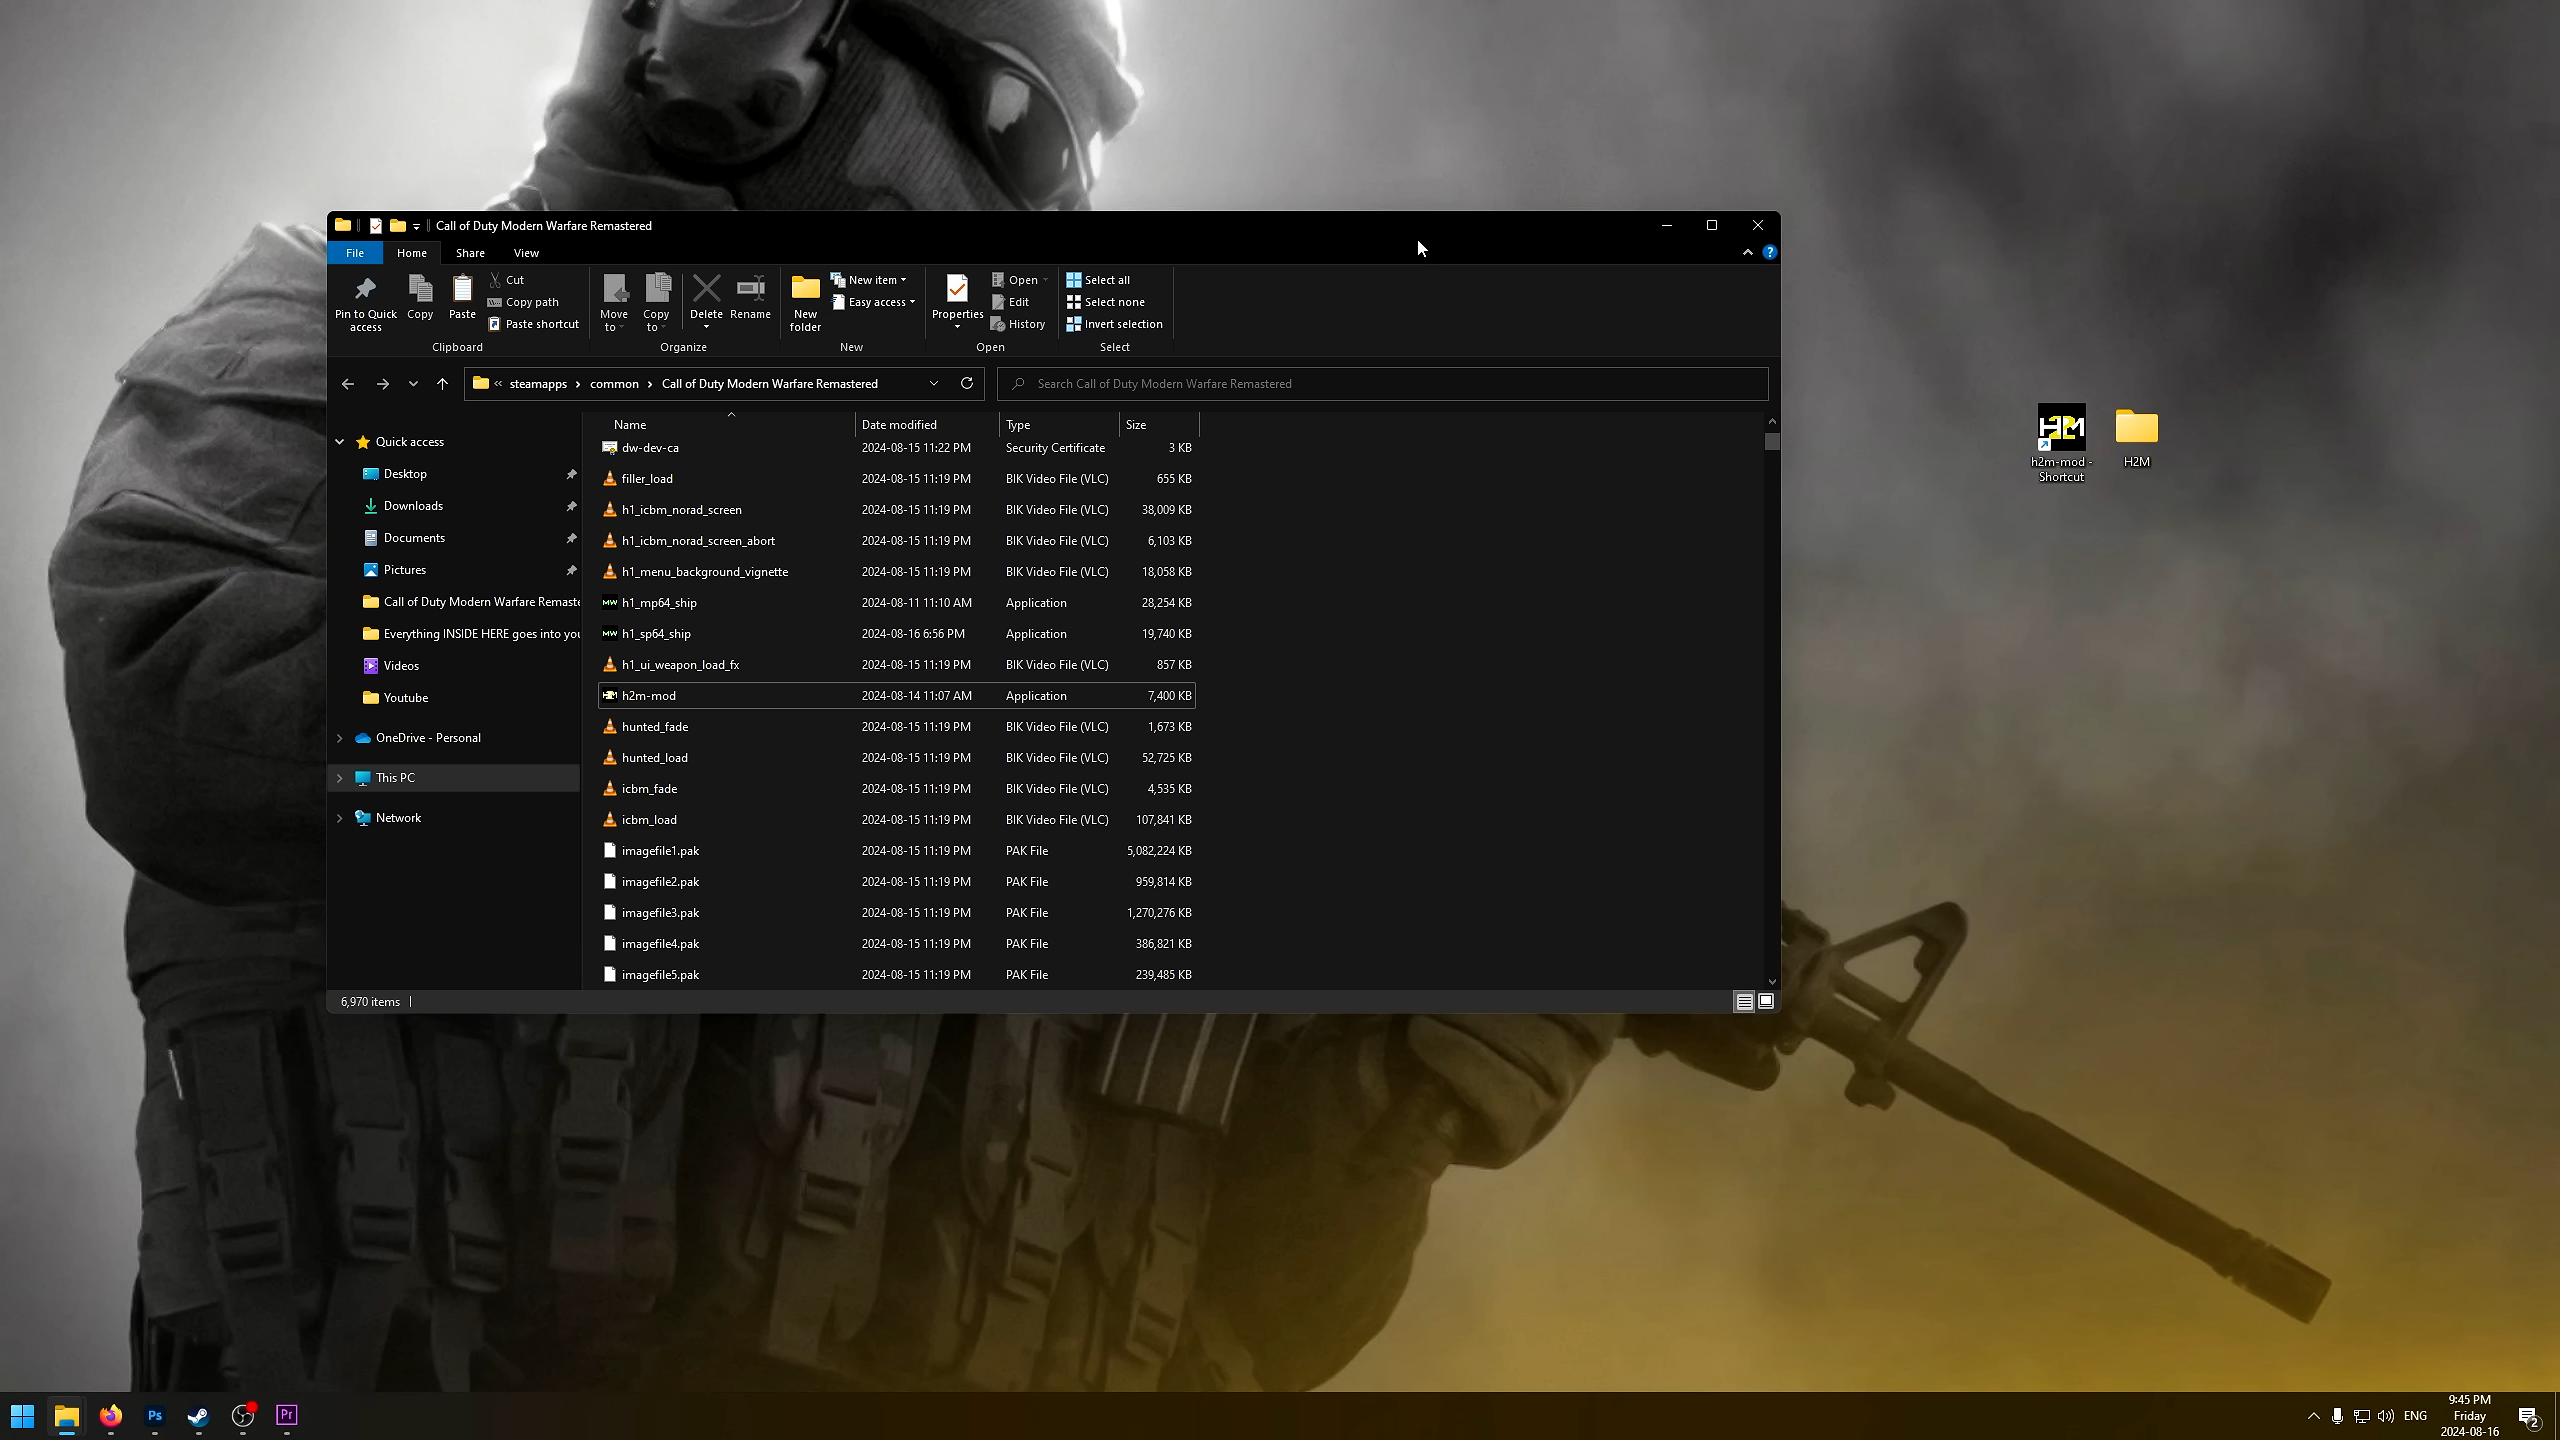 Call of Duty Modern Warfare Remastered
File Home Share View
Pin to Quick access
Copy
Paste
Cut
Copy path
Paste shortcut
Clipboard
Move to
Copy to
Delete
Rename
Organize
New folder
New item
Easy access
New
Properties
Open
Edit
History
Open
Select all
Select none
Invert selection
Select
« steamapps › common › Call of Duty Modern Warfare Remastered
Search Call of Duty Modern Warfare Remastered
Quick access
Desktop
Downloads
Documents
Pictures
Call of Duty Modern Warfare Remaste
Everything INSIDE HERE goes into you
Videos
Youtube
OneDrive - Personal
This PC
Network
Name Date modified Type Size
dw-dev-ca 2024-08-15 11:22 PM Security Certificate 3 KB
filler_load 2024-08-15 11:19 PM BIK Video File (VLC) 655 KB
h1_icbm_norad_screen 2024-08-15 11:19 PM BIK Video File (VLC) 38,009 KB
h1_icbm_norad_screen_abort 2024-08-15 11:19 PM BIK Video File (VLC) 6,103 KB
h1_menu_background_vignette 2024-08-15 11:19 PM BIK Video File (VLC) 18,058 KB
MW h1_mp64_ship 2024-08-11 11:10 AM Application 28,254 KB
MW h1_sp64_ship 2024-08-16 6:56 PM Application 19,740 KB
h1_ui_weapon_load_fx 2024-08-15 11:19 PM BIK Video File (VLC) 857 KB
h2m-mod 2024-08-14 11:07 AM Application 7,400 KB
hunted_fade 2024-08-15 11:19 PM BIK Video File (VLC) 1,673 KB
hunted_load 2024-08-15 11:19 PM BIK Video File (VLC) 52,725 KB
icbm_fade 2024-08-15 11:19 PM BIK Video File (VLC) 4,535 KB
icbm_load 2024-08-15 11:19 PM BIK Video File (VLC) 107,841 KB
imagefile1.pak 2024-08-15 11:19 PM PAK File 5,082,224 KB
imagefile2.pak 2024-08-15 11:19 PM PAK File 959,814 KB
imagefile3.pak 2024-08-15 11:19 PM PAK File 1,270,276 KB
imagefile4.pak 2024-08-15 11:19 PM PAK File 386,821 KB
imagefile5.pak 2024-08-15 11:19 PM PAK File 239,485 KB
6,970 items
H2M
h2m-mod -
Shortcut
H2M
Ps
Pr
ENG
9:45 PM
Friday
2024-08-16
2